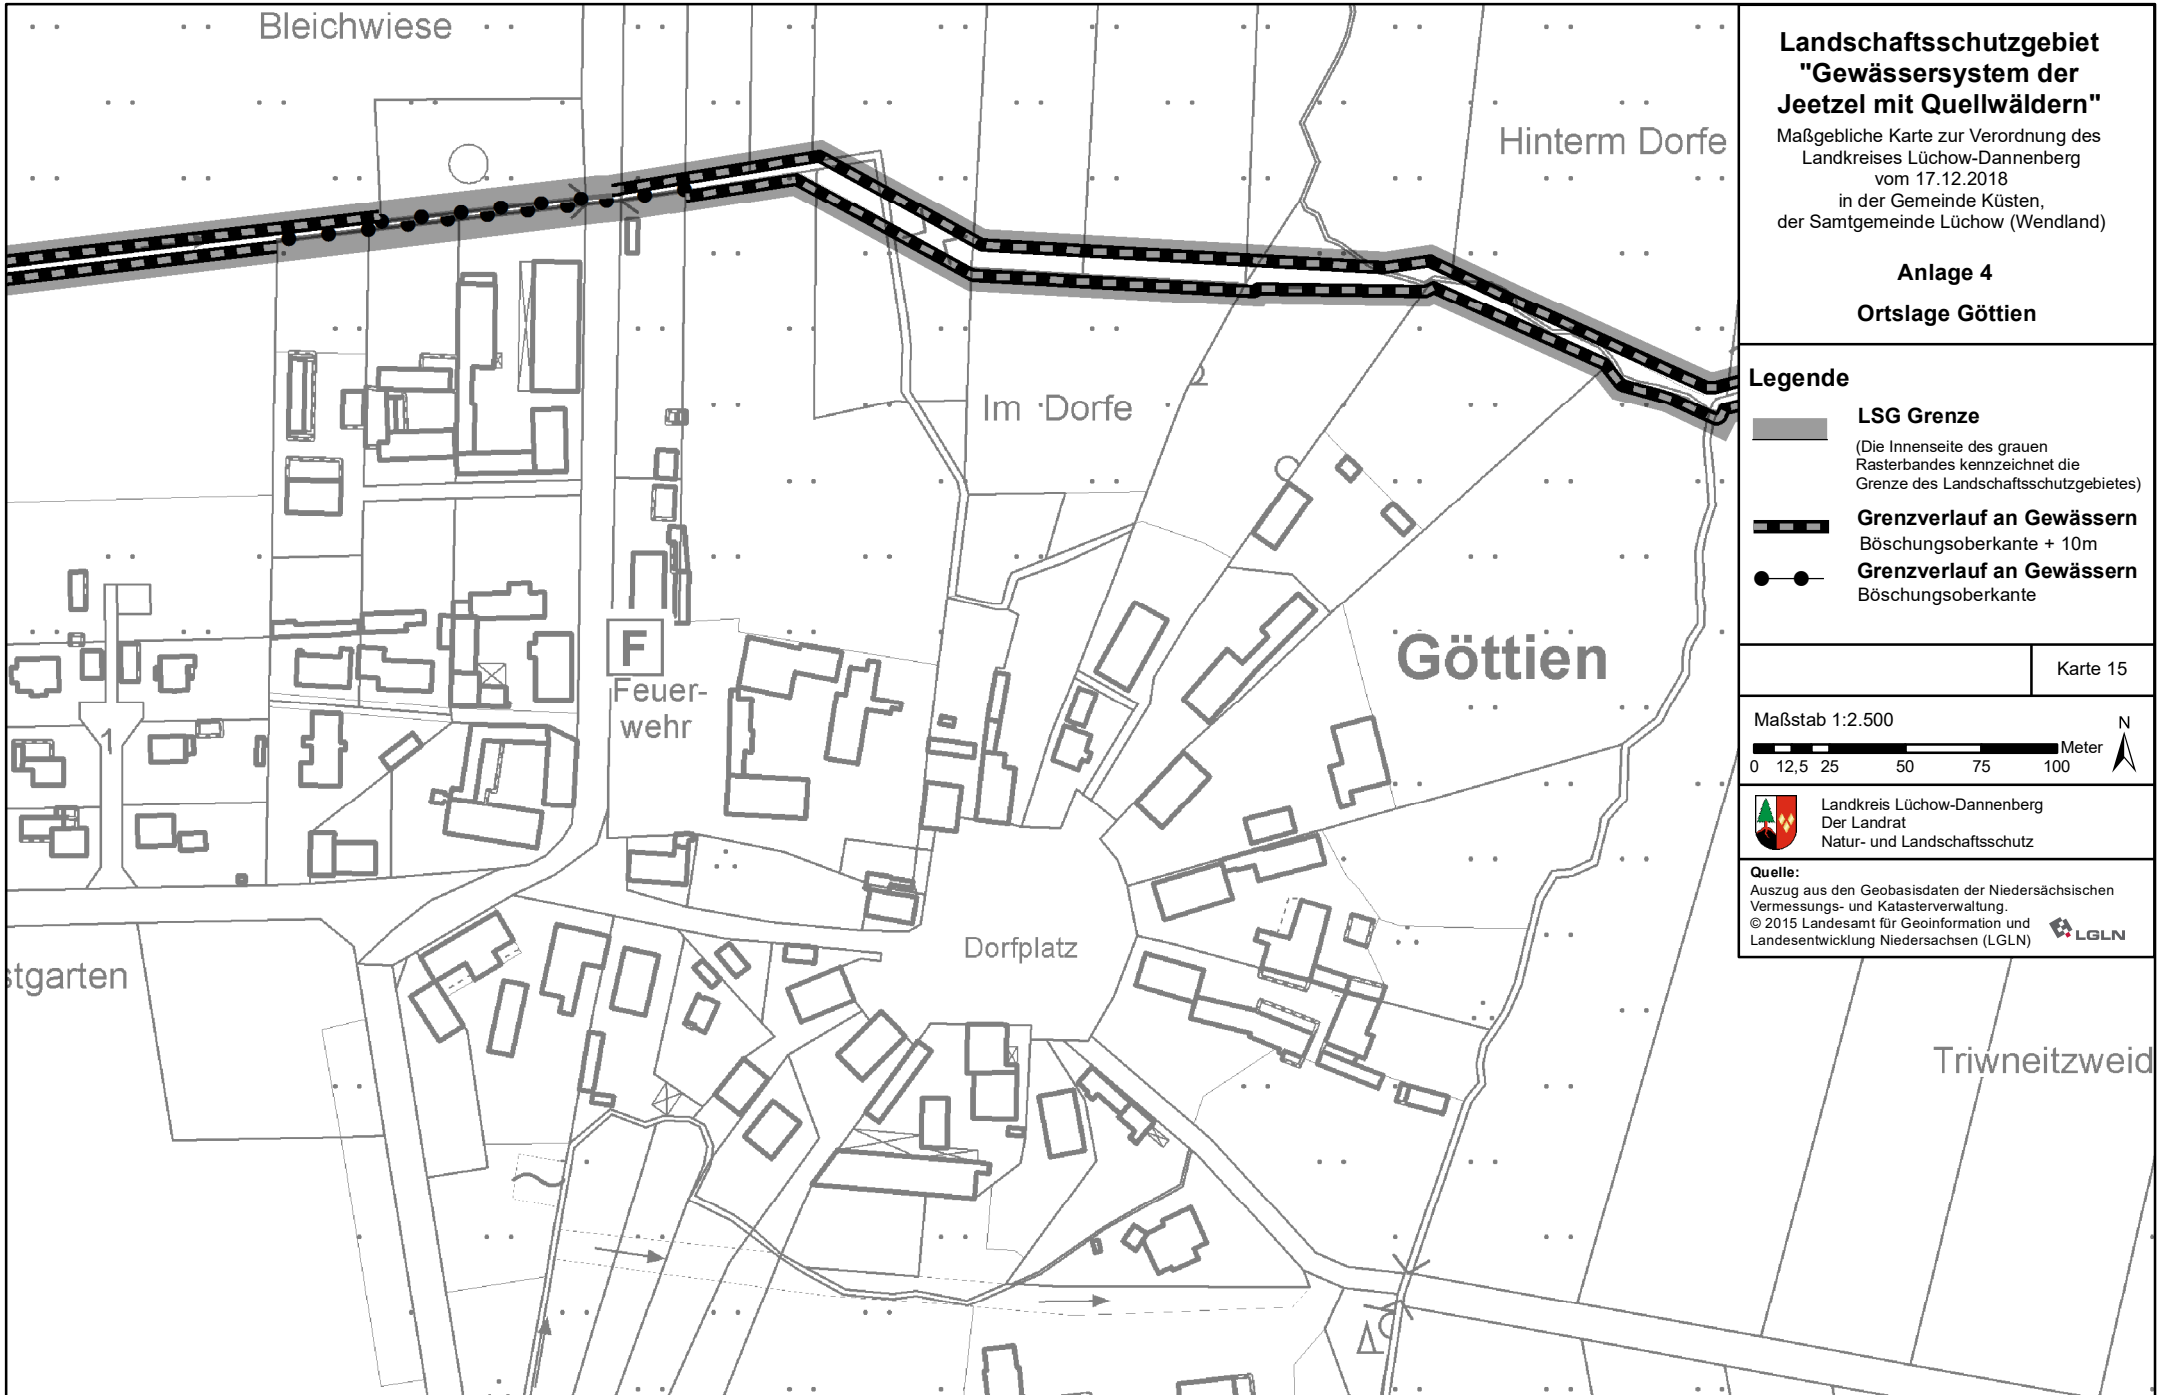 Bleichwiese
Hinterm Dorfe
Im Dorfe
Göttien
F
Feuer-
wehr
1
Dorfplatz
stgarten
Triwneitzweid
Landschaftsschutzgebiet
"Gewässersystem der
Jeetzel mit Quellwäldern"
Maßgebliche Karte zur Verordnung des
Landkreises Lüchow-Dannenberg
vom 17.12.2018
in der Gemeinde Küsten,
der Samtgemeinde Lüchow (Wendland)
Anlage 4
Ortslage Göttien
Legende
LSG Grenze
(Die Innenseite des grauen
Rasterbandes kennzeichnet die
Grenze des Landschaftsschutzgebietes)
Grenzverlauf an Gewässern
Böschungsoberkante + 10m
Grenzverlauf an Gewässern
Böschungsoberkante
Karte 15
Maßstab 1:2.500
N
Meter
0 12,5 25 50 75 100
Landkreis Lüchow-Dannenberg
Der Landrat
Natur- und Landschaftsschutz
Quelle:
Auszug aus den Geobasisdaten der Niedersächsischen
Vermessungs- und Katasterverwaltung.
© 2015 Landesamt für Geoinformation und
Landesentwicklung Niedersachsen (LGLN)
LGLN